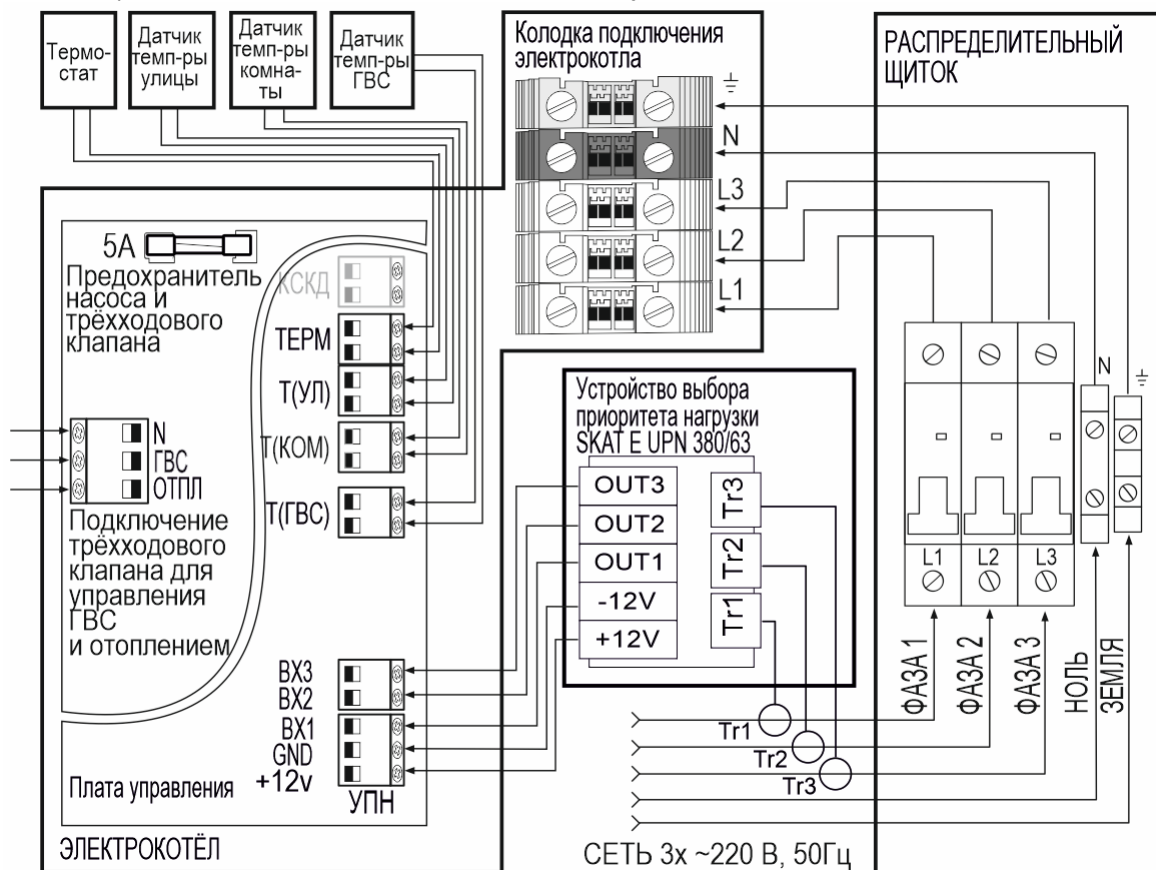 Термо-
стат
Датчик
темп-ры
улицы
Датчик
темп-ры
комна-
ты
Датчик
темп-ры
ГВС
Колодка подключения
электрокотла
РАСПРЕДЕЛИТЕЛЬНЫЙ
ЩИТОК
N
L3
L2
L1
5А
Предохранитель
насоса и
трёхходового
клапана
КСКД
ТЕРМ
Т(УЛ)
Т(КОМ)
Т(ГВС)
N
ГВС
ОТПЛ
Подключение
трёхходового
клапана для
управления
ГВС
и отоплением
Устройство выбора
приоритета нагрузки
SKAT E UPN 380/63
OUT3
OUT2
OUT1
-12V
+12V
Tr3
Tr2
Tr1
N
L1
L2
L3
ФАЗА 1
ФАЗА 2
ФАЗА 3
НОЛЬ
ЗЕМЛЯ
ВХ3
ВХ2
ВХ1
GND
+12v
УПН
Tr1
Tr2
Tr3
Плата управления
ЭЛЕКТРОКОТЁЛ
СЕТЬ 3х ~220 В, 50Гц